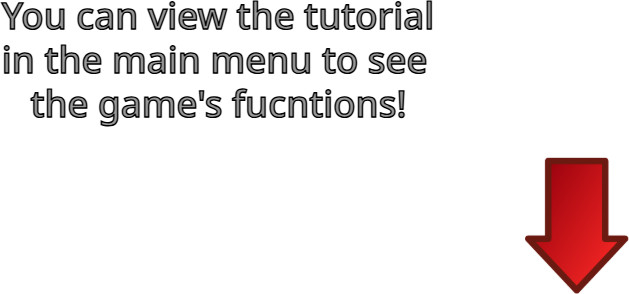 You can view the tutorial
in the main menu to see
the game's fucntions!